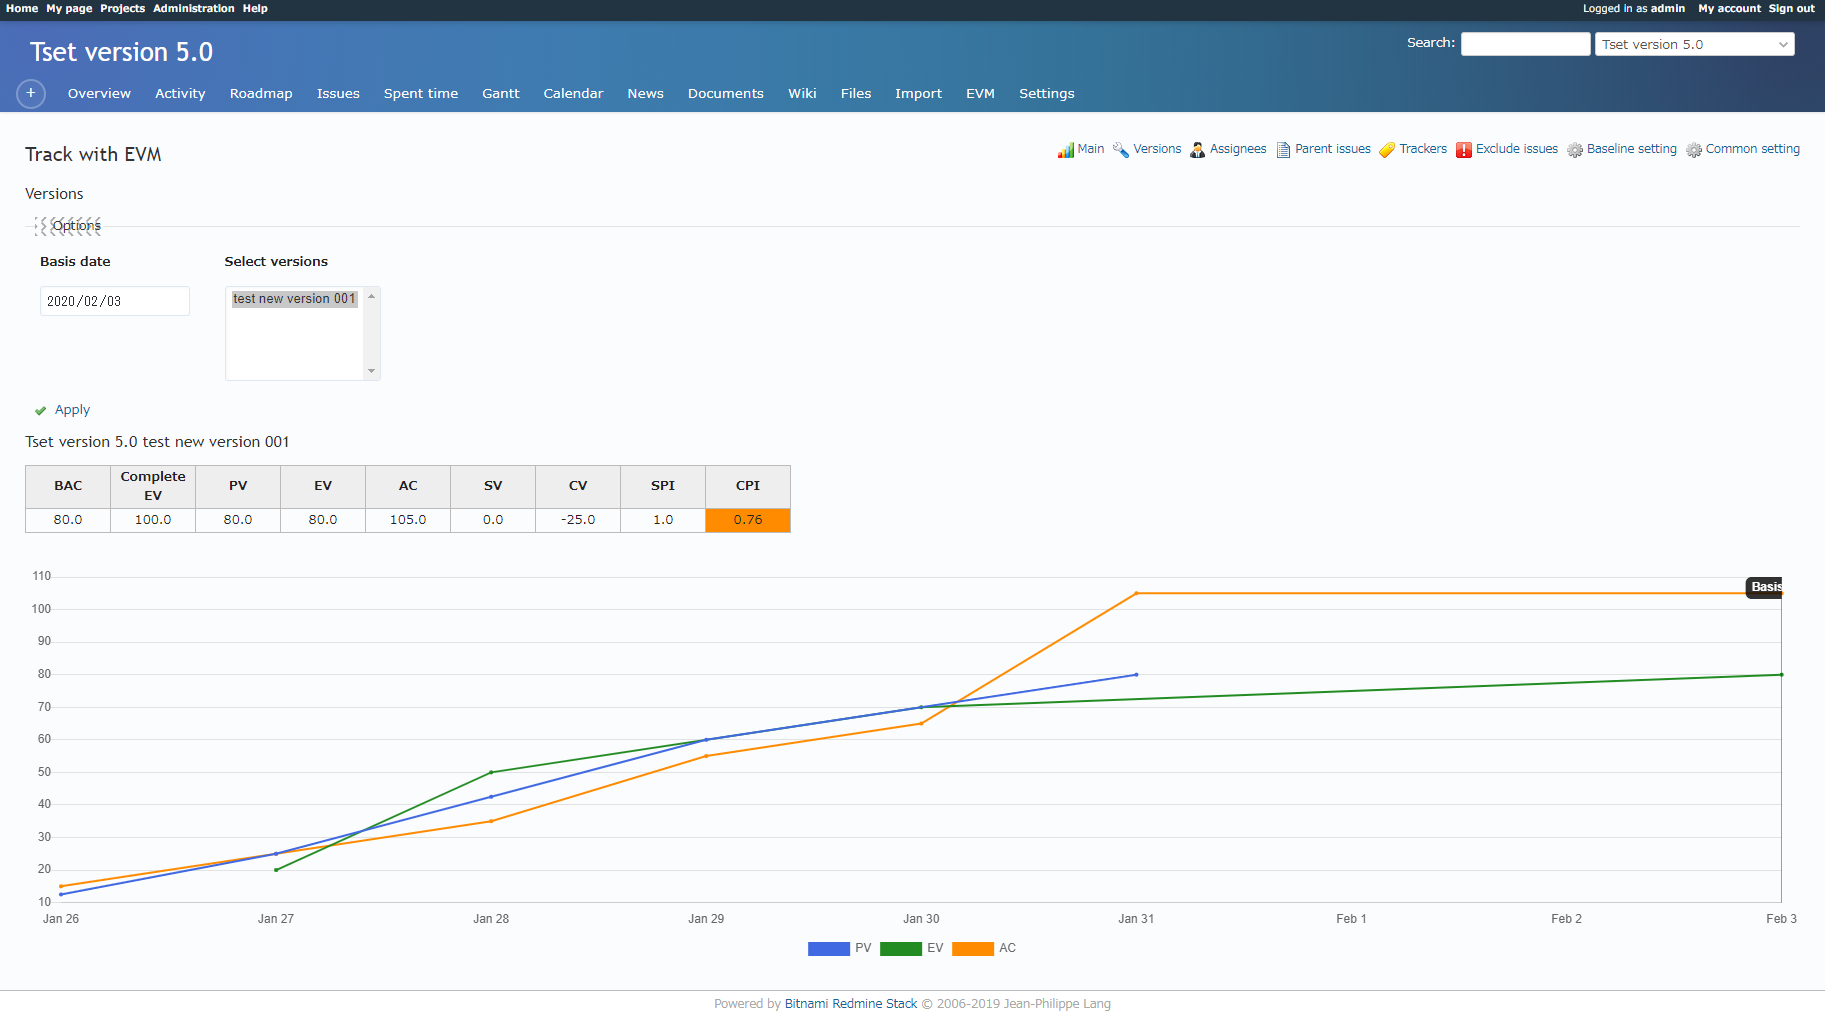 Home My page Projects Administration Help
Logged in as admin My account Sign out
Tset version 5.0
Search:
Tset version 5.0
+ Overview Activity Roadmap Issues Spent time Gantt Calendar News Documents Wiki Files Import EVM Settings
Track with EVM
Main Versions Assignees Parent issues Trackers Exclude issues Baseline setting Common setting
Versions
Options
Basis date
Select versions
2020/02/03
test new version 001
Apply
Tset version 5.0 test new version 001
BAC Complete EV PV EV AC SV CV SPI CPI
80.0 100.0 80.0 80.0 105.0 0.0 -25.0 1.0 0.76
110
Basis
100
90
80
70
60
50
40
30
20
10
Jan 26 Jan 27 Jan 28 Jan 29 Jan 30 Jan 31 Feb 1 Feb 2 Feb 3
PV EV AC
Powered by Bitnami Redmine Stack © 2006-2019 Jean-Philippe Lang